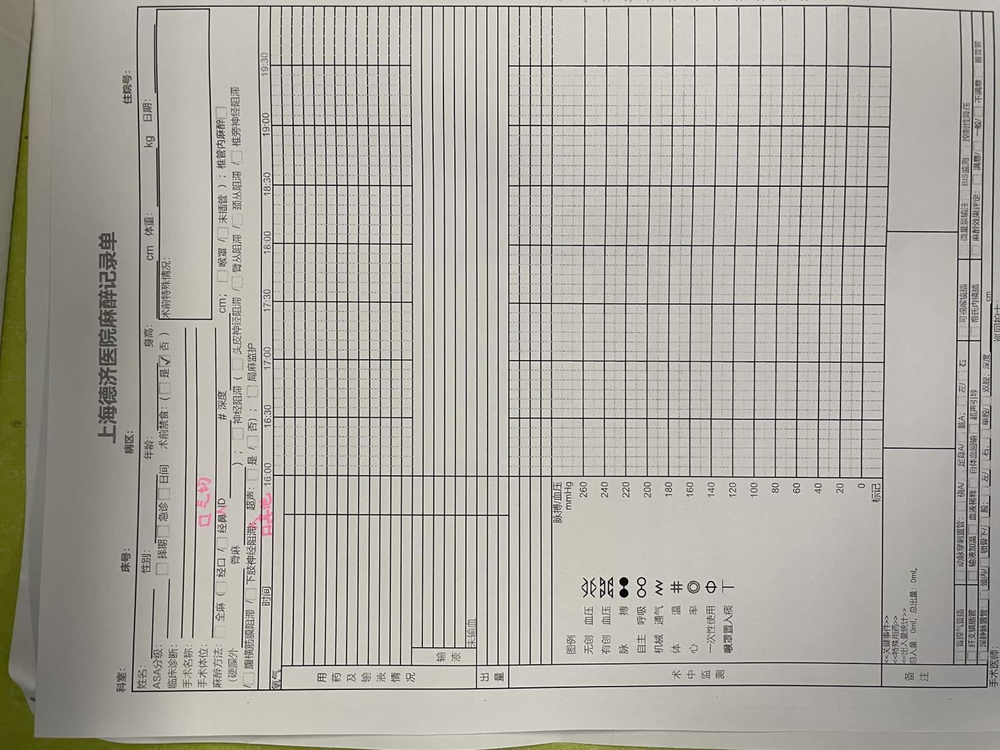 上海德济医院麻醉记录单
科室： 床号： 病区： 住院号：
姓名： 性别： 年龄： 身高： cm 体重： kg 日期：
ASA分级： □ 择期 □ 急诊 □ 日间 术前禁食：( □ 是 ☑ 否 ) 术前特殊情况：
临床诊断：
手术名称：
手术体位： □ 气切
麻醉方法： □ 全麻 ( □ 经口 / □ 经鼻 ID # 深度 cm； □ 喉罩 / □ 未插管 )；椎管内麻醉 □
(硬膜外 脊麻 )； □ 神经阻滞 ( □ 头皮神经阻滞 / □ 臂丛阻滞 / □ 颈丛阻滞 / □ 椎旁神经阻滞
/ □ 腹横筋膜阻滞 / □ 下肢神经阻滞； 超声： □ 是 / □ 否)； □ 局麻监护
□ 其他
时间 16:00 16:30 17:00 17:30 18:00 18:30 19:00 19:30
氧气
用药及输液情况
输液
未输血
出量
术中监测
图例 脉搏/血压 mmHg
无创 血压 260
有创 血压 240
脉 搏 220
自主 呼吸 200
机械 通气 180
体 温 160
心 率 140
一次性使用 120
喉罩置入痰 100
80
60
40
20
0
标记
备注
<<关键事件>>
<<特殊用药>>
<<出入量统计>>
总入量：0ml，总出量：0ml。
□ 盲探气管插 □ 动脉穿刺置管： □ 桡A/ □ 足背A/ □ 肱A； □ 左/ □ 右 □ 可视喉镜插 □ 微量泵输注 □ BIS监测 □ 控制性降压
□ 纤支镜插管 □ 输液加温 □ 血液稀释 □ 自体血回输 □ 超声引导 □ 帝氏内镜插 □ 麻醉效果评定： □ 满意/ □ 一般/ □ 不满意 □ 置胃管
□ 深静脉置管： □ 颈内/ □ 锁骨下/ □ 股； □ 左/ □ 右； □ 单腔/ □ 双腔；深度 cm
手术医师： 巡回护士：